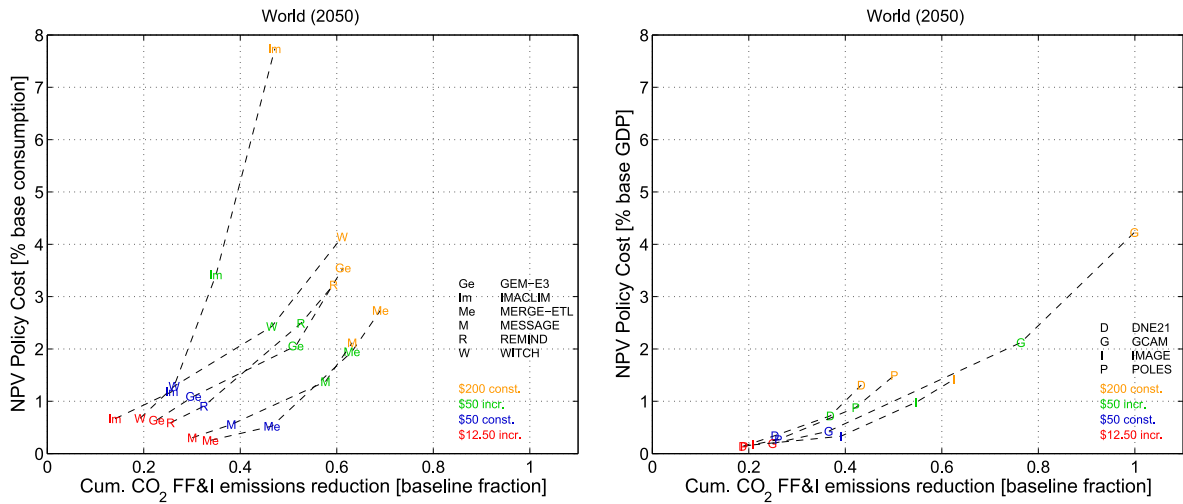 World (2050)
NPV Policy Cost [% base consumption]
8
7
6
5
4
3
2
1
0
0
0.2
0.4
0.6
0.8
1
Cum. CO2 FF&I emissions reduction [baseline fraction]
Im
Im
Im
Im
W
W
W
W
Ge
Ge
Ge
Ge
R
R
R
R
Me
Me
Me
Me
M
M
M
M
Ge GEM-E3
Im IMACLIM
Me MERGE-ETL
M MESSAGE
R REMIND
W WITCH
$200 const.
$50 incr.
$50 const.
$12.50 incr.
World (2050)
NPV Policy Cost [% base GDP]
8
7
6
5
4
3
2
1
0
0
0.2
0.4
0.6
0.8
1
Cum. CO2 FF&I emissions reduction [baseline fraction]
G
G
G
G
P
P
P
D
D
D
D
I
I
I
I
D DNE21
G GCAM
I IMAGE
P POLES
$200 const.
$50 incr.
$50 const.
$12.50 incr.